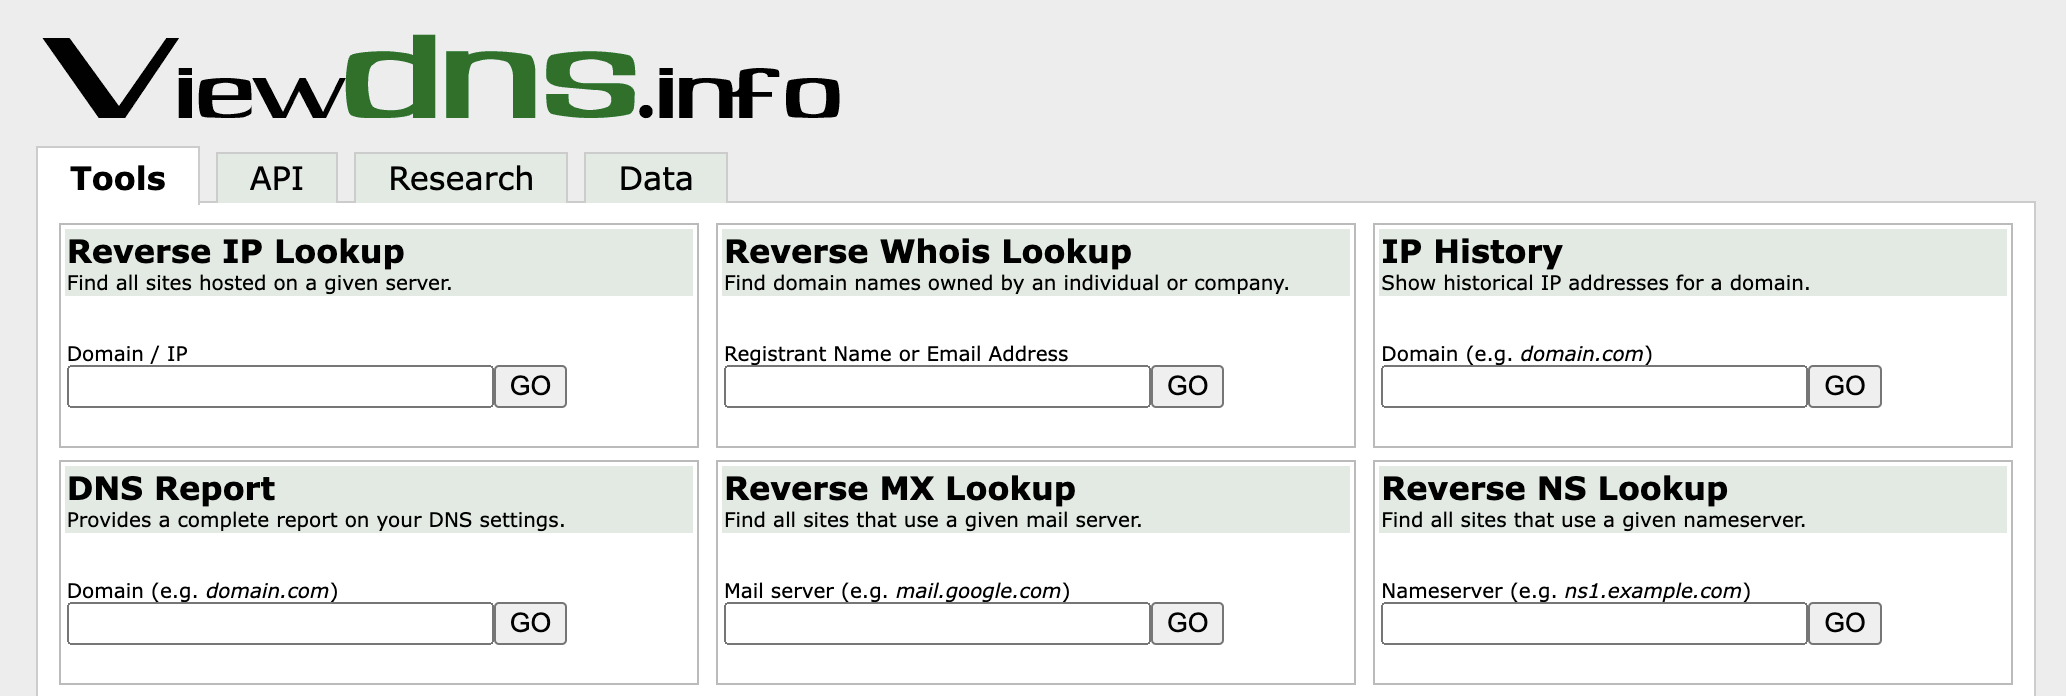 Viewdns.info
Tools
API
Research
Data
Reverse IP Lookup
Find all sites hosted on a given server.
Domain / IP
GO
Reverse Whois Lookup
Find domain names owned by an individual or company.
Registrant Name or Email Address
GO
IP History
Show historical IP addresses for a domain.
Domain (e.g. domain.com)
GO
DNS Report
Provides a complete report on your DNS settings.
Domain (e.g. domain.com)
GO
Reverse MX Lookup
Find all sites that use a given mail server.
Mail server (e.g. mail.google.com)
GO
Reverse NS Lookup
Find all sites that use a given nameserver.
Nameserver (e.g. ns1.example.com)
GO